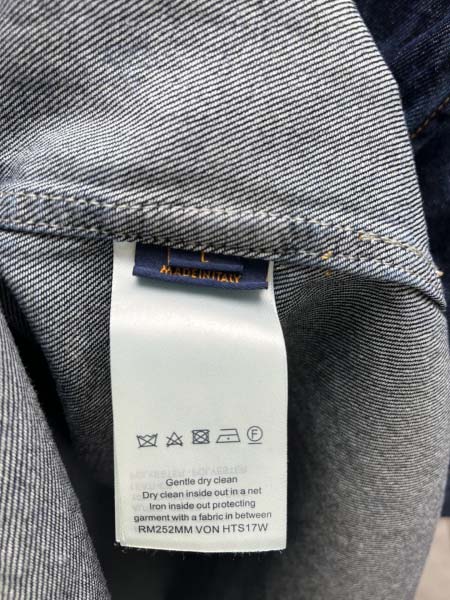 L
MADE IN ITALY
F
Gentle dry clean
Dry clean inside out in a net
Iron inside out protecting
garment with a fabric in between
RM252MM VON HTS17W